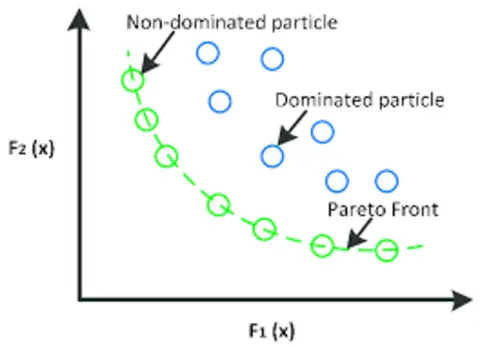 Non-dominated particle
Dominated particle
F2 (x)
Pareto Front
F1 (x)